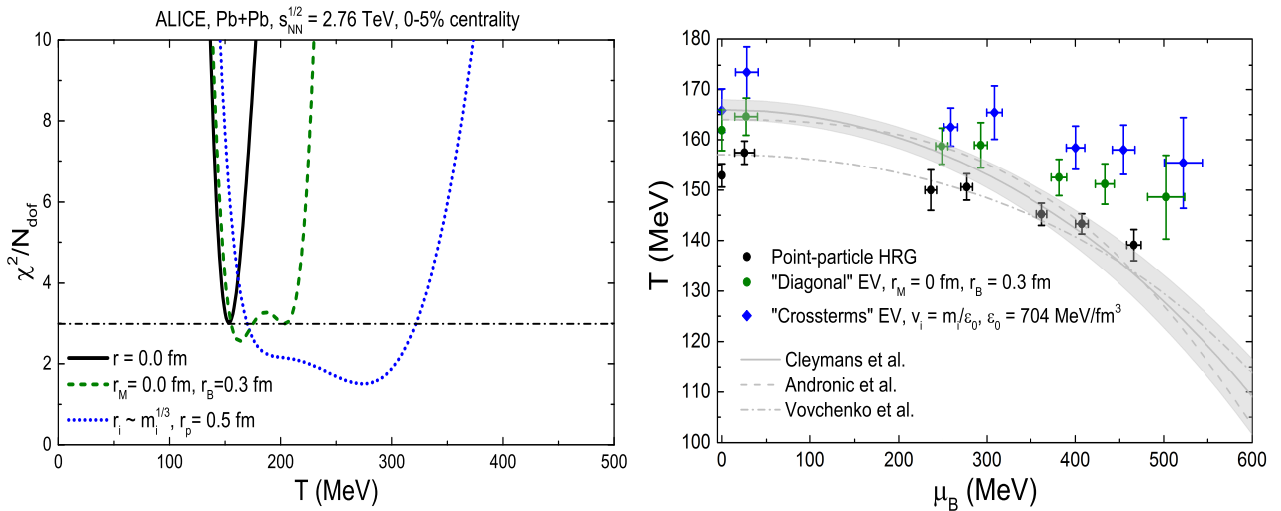 ALICE, Pb+Pb, s_NN^1/2 = 2.76 TeV, 0-5% centrality
χ²/N_dof
10
8
6
4
2
0
r = 0.0 fm
r_M= 0.0 fm, r_B=0.3 fm
r_i ~ m_i^1/3, r_p= 0.5 fm
0 100 200 300 400 500
T (MeV)
T (MeV)
180
170
160
150
140
130
120
110
100
Point-particle HRG
"Diagonal" EV, r_M = 0 fm, r_B = 0.3 fm
"Crossterms" EV, v_i = m_i/ε_0, ε_0 = 704 MeV/fm³
Cleymans et al.
Andronic et al.
Vovchenko et al.
0 100 200 300 400 500 600
μ_B (MeV)